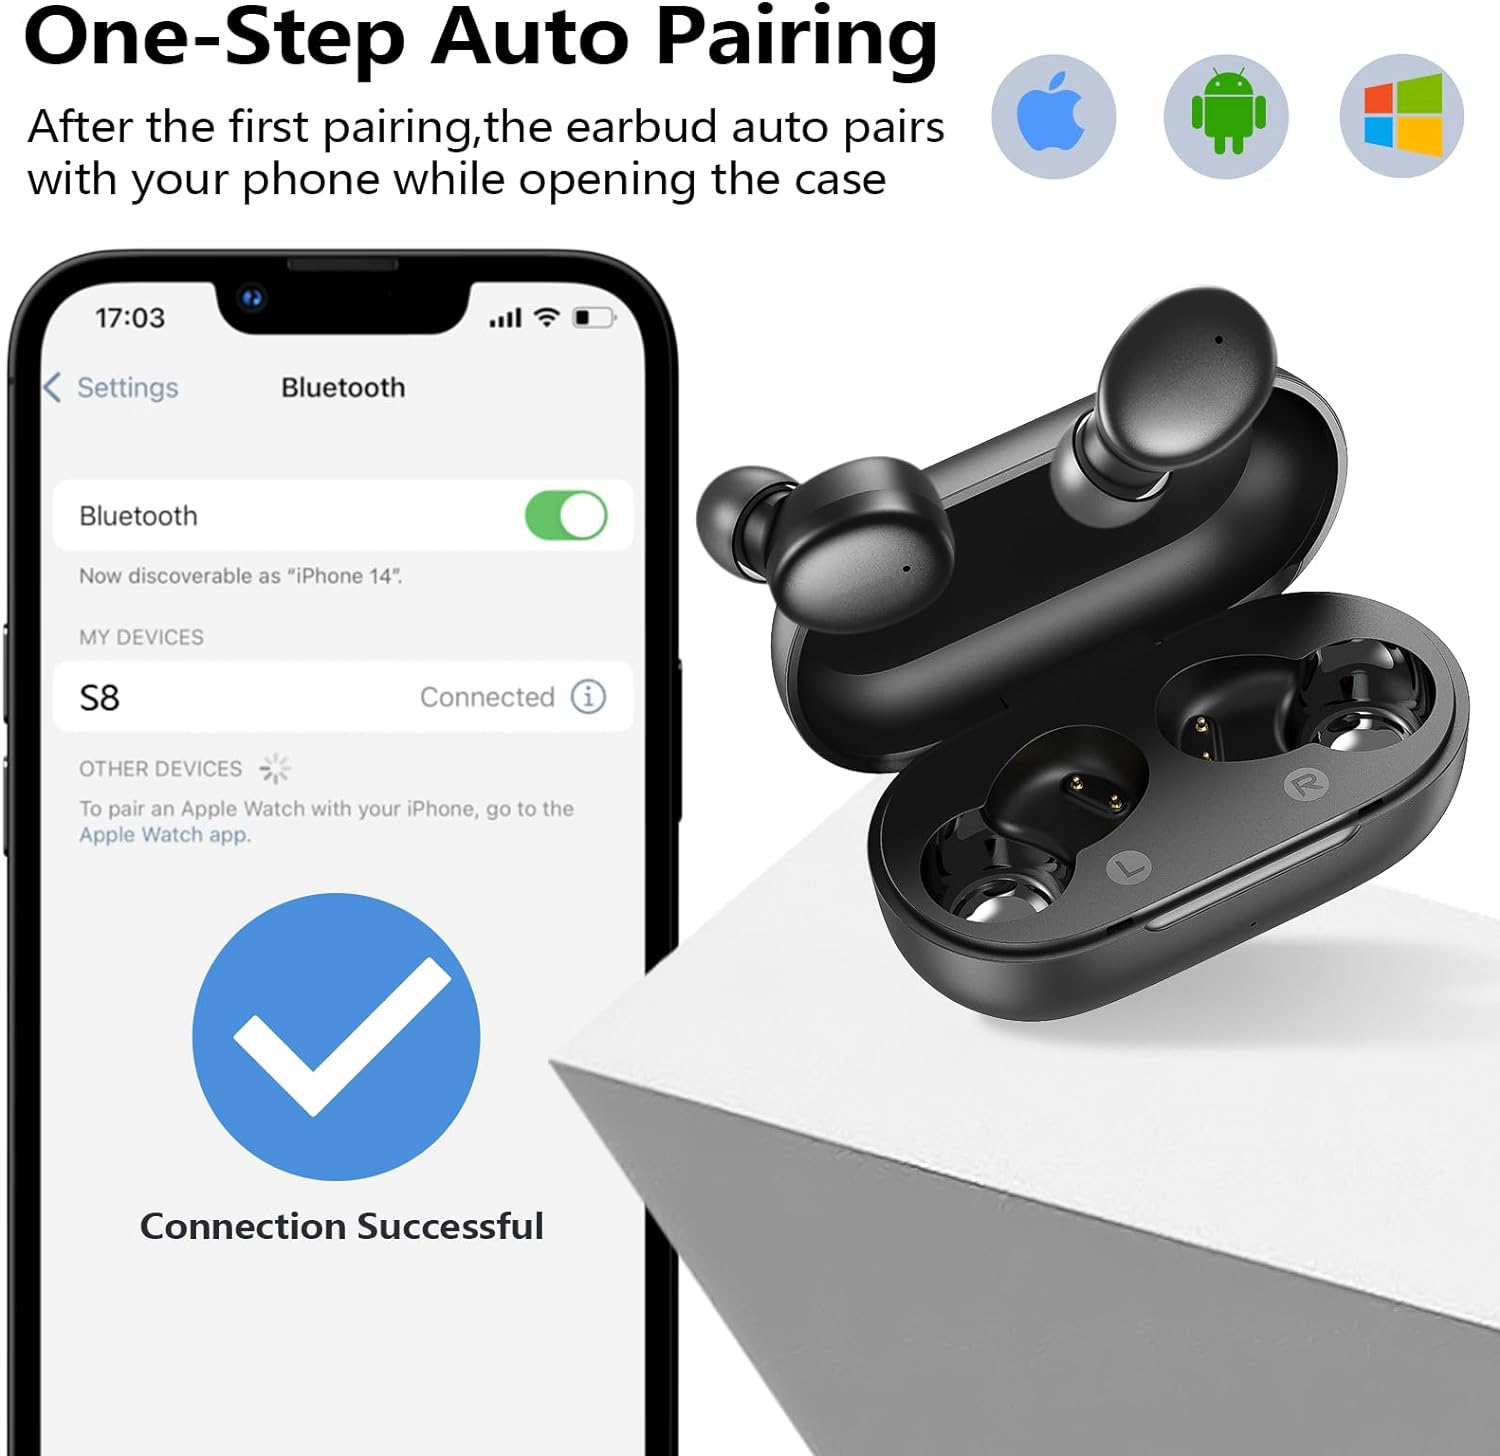 One-Step Auto Pairing
After the first pairing,the earbud auto pairs
with your phone while opening the case
17:03
Settings
Bluetooth
Bluetooth
Now discoverable as “iPhone 14”.
MY DEVICES
S8
Connected
OTHER DEVICES
To pair an Apple Watch with your iPhone, go to the
Apple Watch app.
Connection Successful
L
R